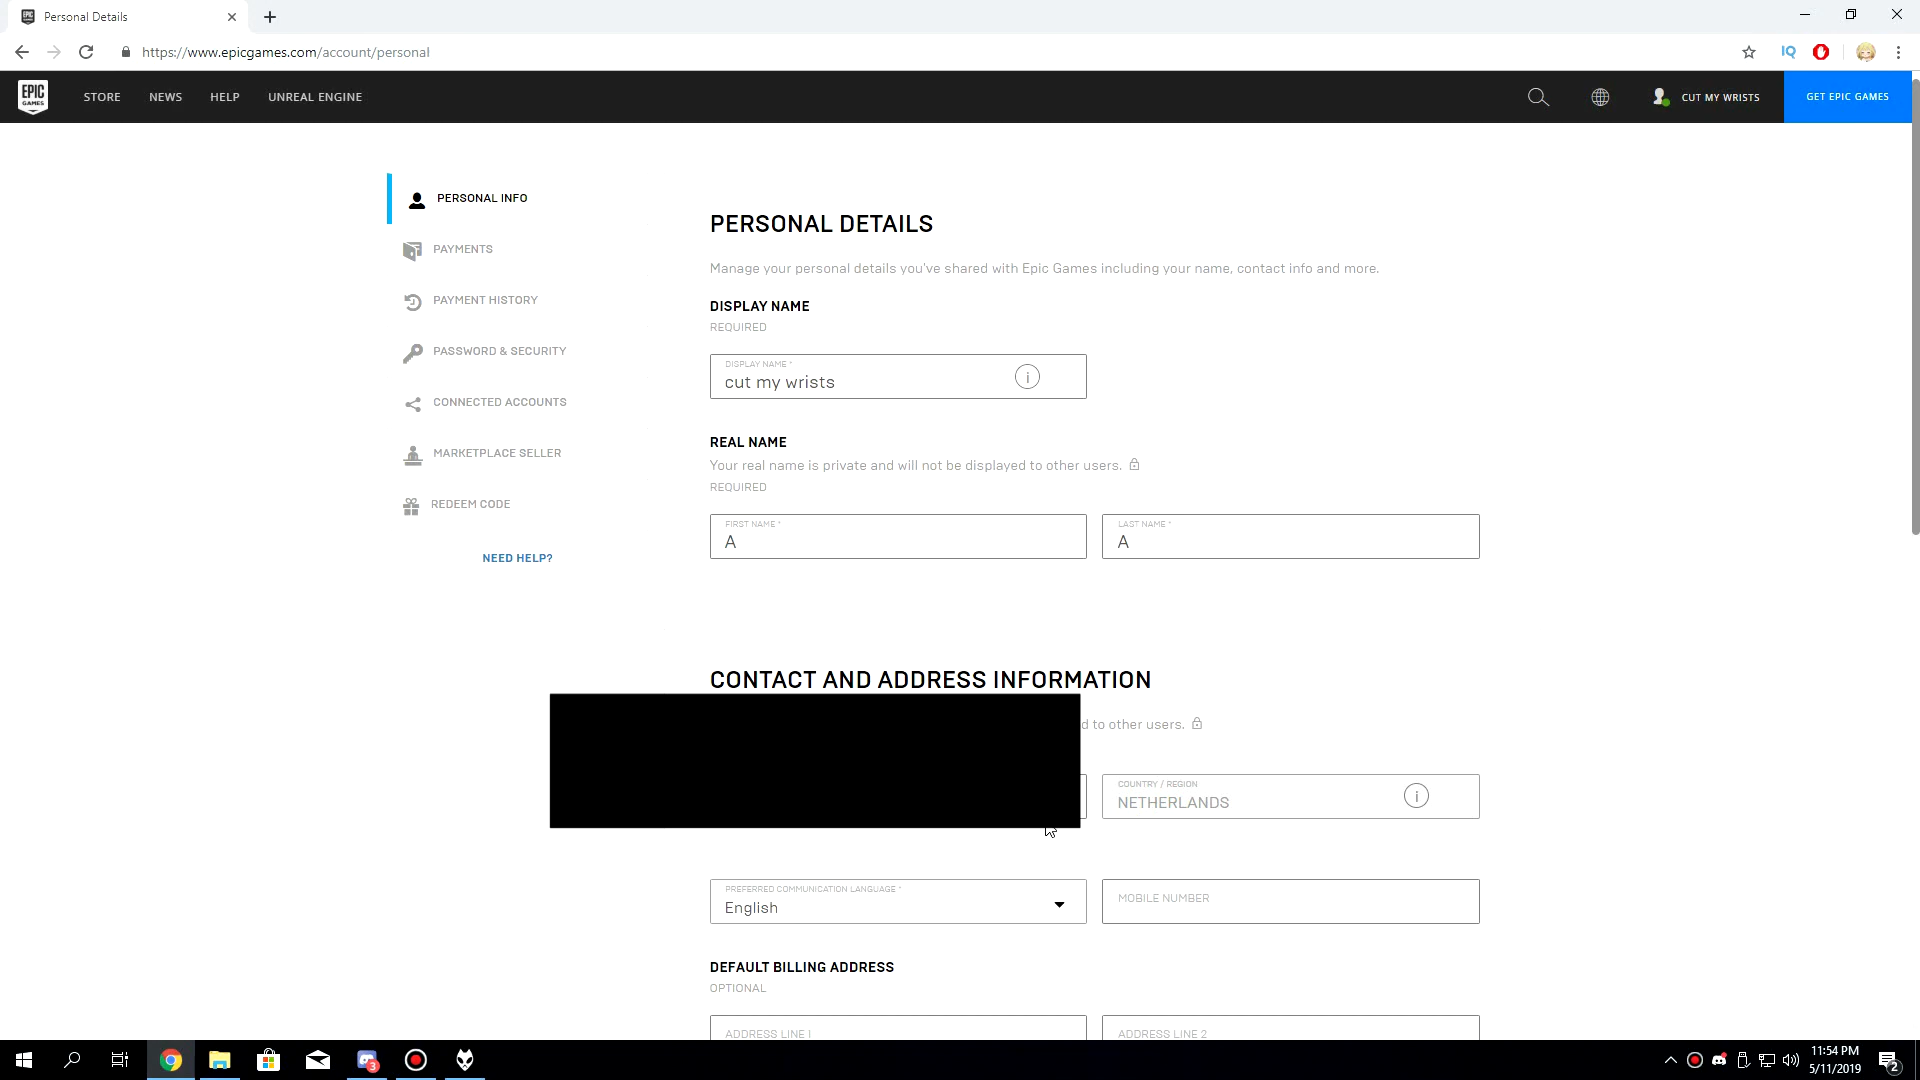 Personal Details
https://www.epicgames.com/account/personal
IQ
EPIC GAMES
STORE
NEWS
HELP
UNREAL ENGINE
CUT MY WRISTS
GET EPIC GAMES
PERSONAL INFO
PAYMENTS
PAYMENT HISTORY
PASSWORD & SECURITY
CONNECTED ACCOUNTS
MARKETPLACE SELLER
REDEEM CODE
NEED HELP?
PERSONAL DETAILS
Manage your personal details you've shared with Epic Games including your name, contact info and more.
DISPLAY NAME
REQUIRED
DISPLAY NAME *
cut my wrists
REAL NAME
Your real name is private and will not be displayed to other users.
REQUIRED
FIRST NAME *
A
LAST NAME *
A
CONTACT AND ADDRESS INFORMATION
d to other users.
COUNTRY / REGION
NETHERLANDS
PREFERRED COMMUNICATION LANGUAGE *
English
MOBILE NUMBER
DEFAULT BILLING ADDRESS
OPTIONAL
ADDRESS LINE 1
ADDRESS LINE 2
3
11:54 PM
5/11/2019
2